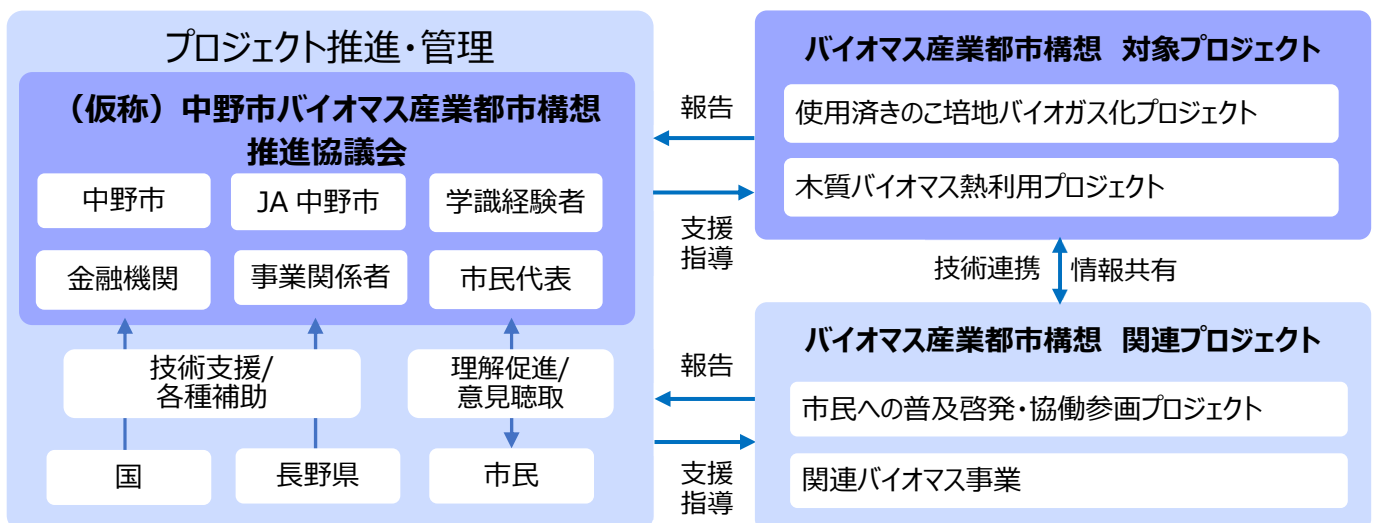 プロジェクト推進・管理
（仮称）中野市バイオマス産業都市構想
推進協議会
中野市
JA 中野市
学識経験者
金融機関
事業関係者
市民代表
技術支援/
各種補助
理解促進/
意見聴取
国
長野県
市民
報告
支援
指導
報告
支援
指導
バイオマス産業都市構想 対象プロジェクト
使用済きのこ培地バイオガス化プロジェクト
木質バイオマス熱利用プロジェクト
技術連携
情報共有
バイオマス産業都市構想 関連プロジェクト
市民への普及啓発・協働参画プロジェクト
関連バイオマス事業